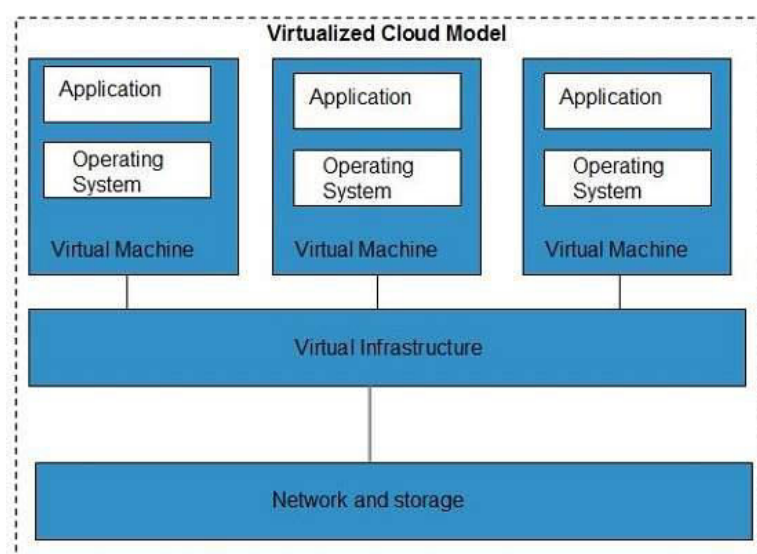 Virtualized Cloud Model
Application
Operating
System
Virtual Machine
Application
Operating
System
Virtual Machine
Application
Operating
System
Virtual Machine
Virtual Infrastructure
Network and storage